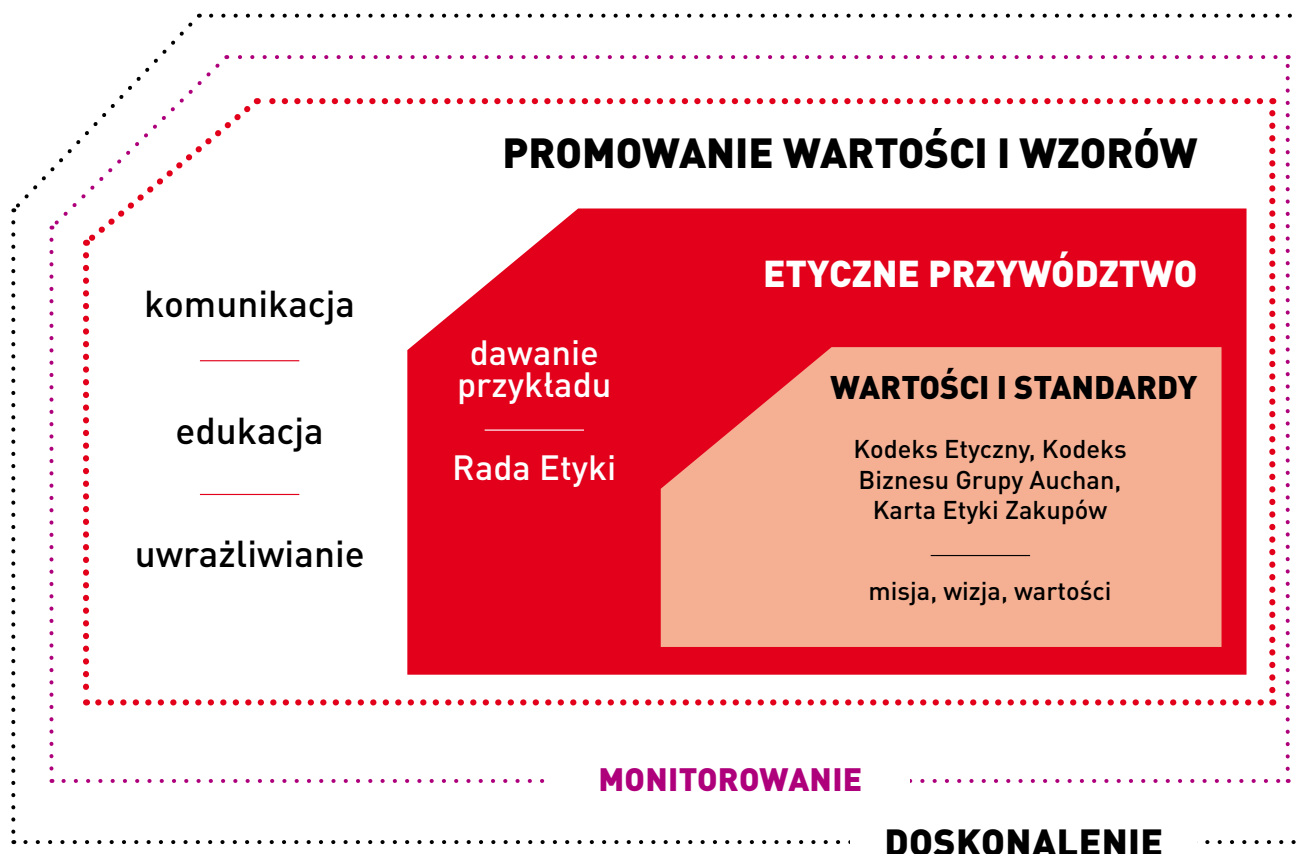 PROMOWANIE WARTOŚCI I WZORÓW
komunikacja
edukacja
uwrażliwianie
ETYCZNE PRZYWÓDZTWO
dawanie
przykładu
Rada Etyki
WARTOŚCI I STANDARDY
Kodeks Etyczny, Kodeks
Biznesu Grupy Auchan,
Karta Etyki Zakupów
misja, wizja, wartości
MONITOROWANIE
DOSKONALENIE